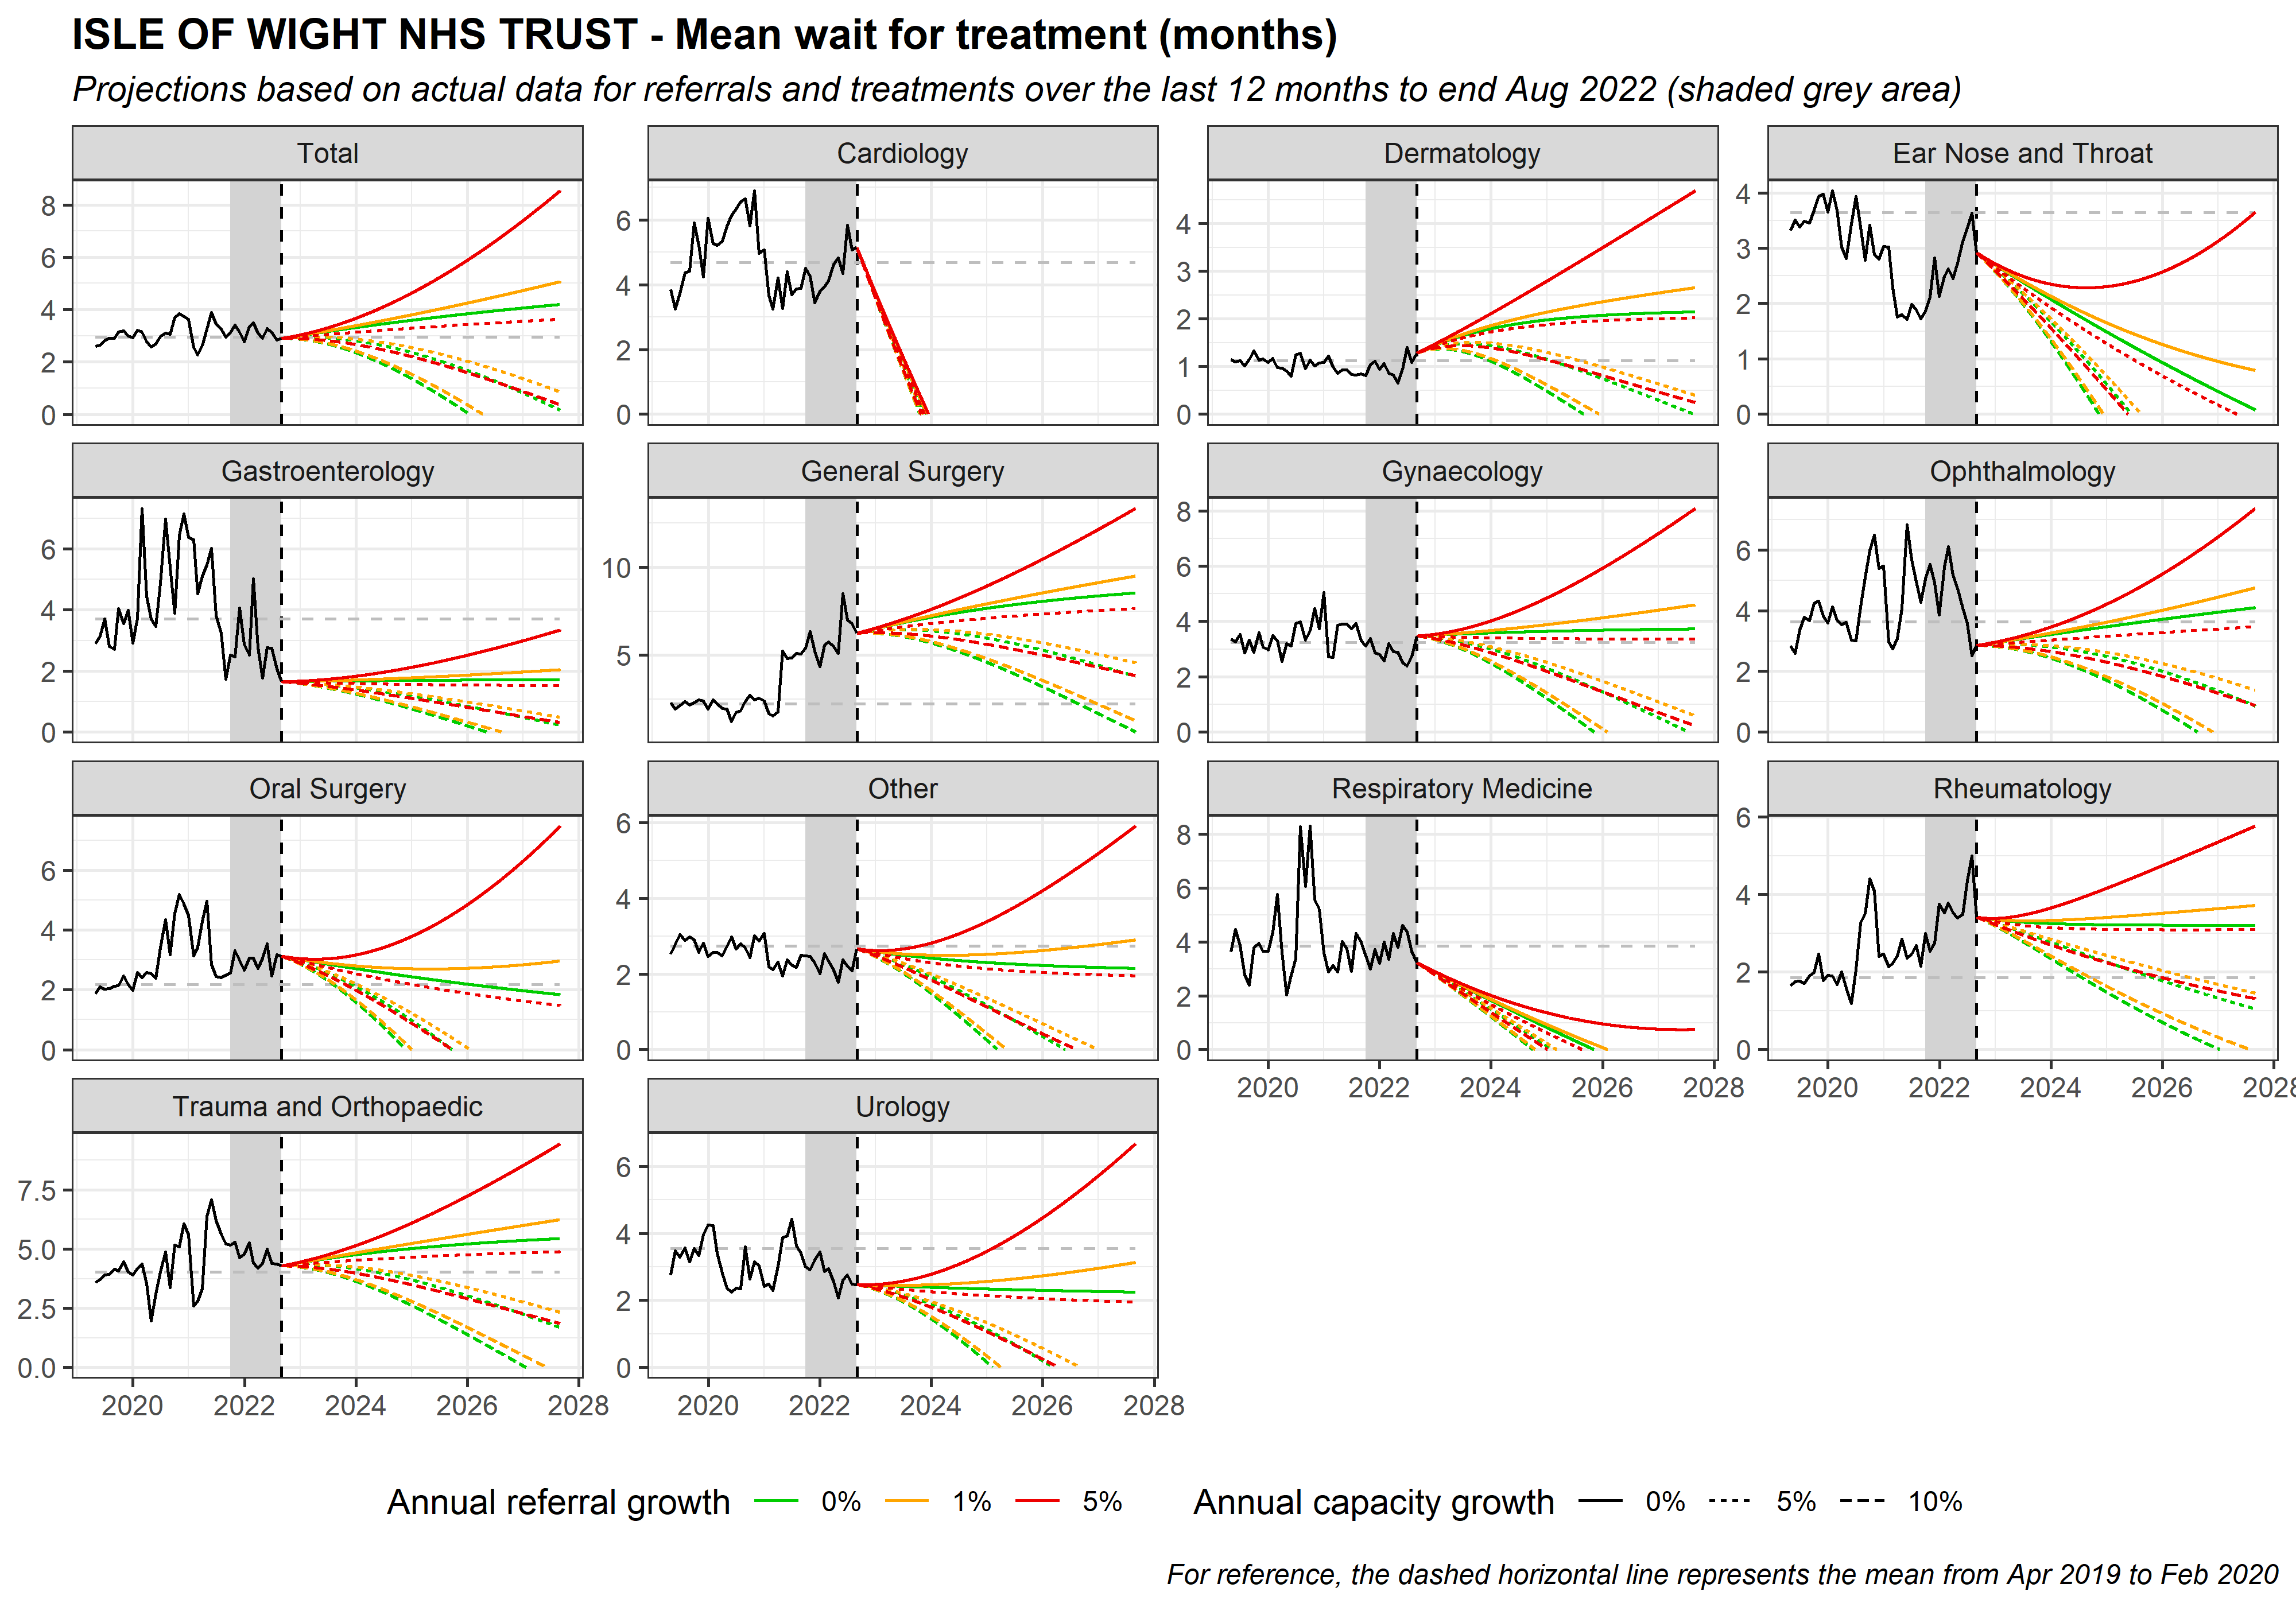 ISLE OF WIGHT NHS TRUST - Mean wait for treatment (months)
Projections based on actual data for referrals and treatments over the last 12 months to end Aug 2022 (shaded grey area)
Total
Cardiology
Dermatology
Ear Nose and Throat
8
6
4
2
0
6
4
2
0
4
3
2
1
0
4
3
2
1
0
Gastroenterology
General Surgery
Gynaecology
Ophthalmology
6
4
2
0
10
5
8
6
4
2
0
6
4
2
0
Oral Surgery
Other
Respiratory Medicine
Rheumatology
6
4
2
0
6
4
2
0
8
6
4
2
0
6
4
2
0
2020 2022 2024 2026 2028
2020 2022 2024 2026 2028
Trauma and Orthopaedic
Urology
7.5
5.0
2.5
0.0
6
4
2
0
2020 2022 2024 2026 2028
2020 2022 2024 2026 2028
Annual referral growth 0% 1% 5%
Annual capacity growth 0% 5% 10%
For reference, the dashed horizontal line represents the mean from Apr 2019 to Feb 2020